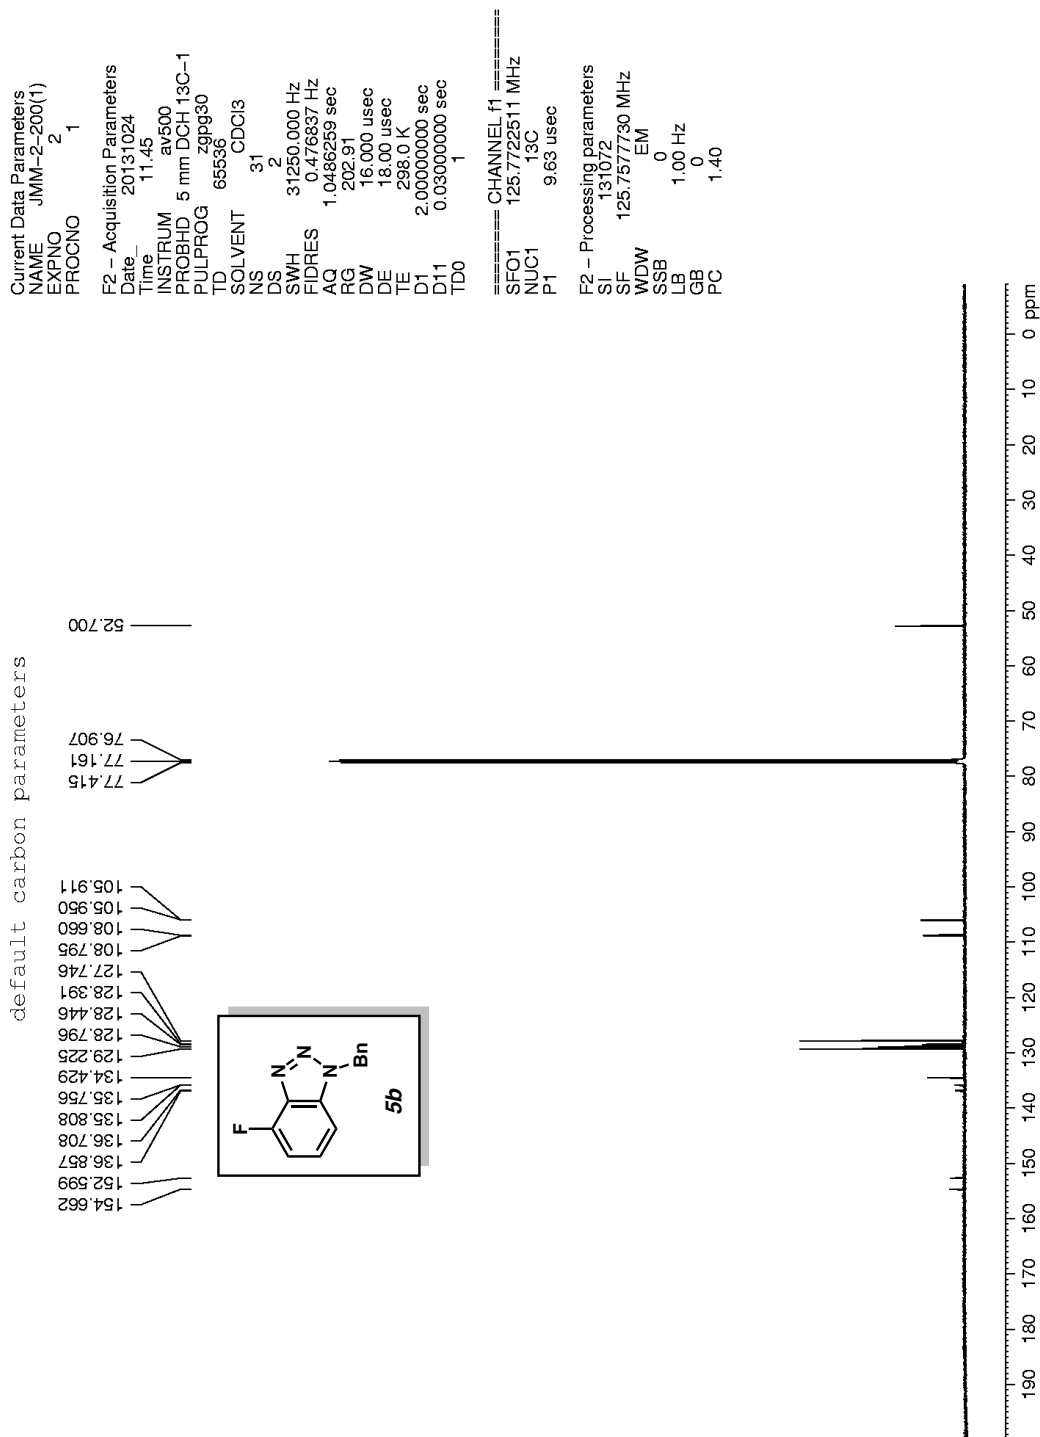 default carbon parameters
Current Data Parameters
NAME JMM-2-200(1)
EXPNO 2
PROCNO 1
F2 - Acquisition Parameters
Date_ 20131024
Time 11.45
INSTRUM av500
PROBHD 5 mm DCH 13C-1
PULPROG zgpg30
TD 65536
SOLVENT CDCl3
NS 31
DS 2
SWH 31250.000 Hz
FIDRES 0.476837 Hz
AQ 1.0486259 sec
RG 202.91
DW 16.000 usec
DE 18.00 usec
TE 298.0 K
D1 2.00000000 sec
D11 0.03000000 sec
TD0 1
======== CHANNEL f1 ========
SFO1 125.7722511 MHz
NUC1 13C
P1 9.63 usec
F2 - Processing parameters
SI 131072
SF 125.7577730 MHz
WDW EM
SSB 0
LB 1.00 Hz
GB 0
PC 1.40
154.662
152.599
136.857
136.708
135.808
135.756
134.429
129.225
128.796
128.446
128.391
127.746
108.795
108.660
105.950
105.911
77.415
77.161
76.907
52.700
F
N
N
N
Bn
5b
190 180 170 160 150 140 130 120 110 100 90 80 70 60 50 40 30 20 10 0 ppm